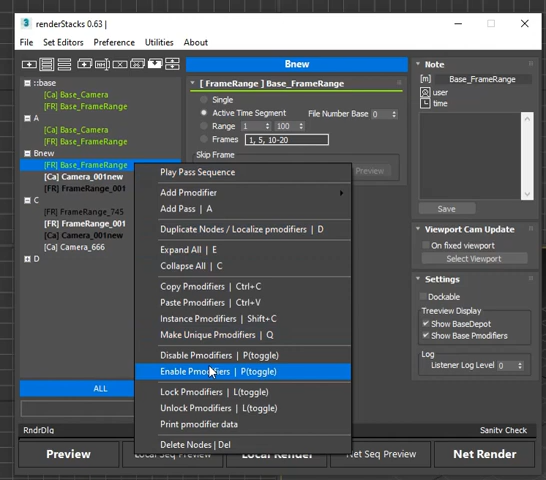 renderStacks 0.63 |
File Set Editors Preference Utilities About
Bnew
::base
[Ca] Base_Camera
[FR] Base_FrameRange
A
[Ca] Base_Camera
[FR] Base_FrameRange
Bnew
[FR] Base_FrameRange
[Ca] Camera_001new
[FR] FrameRange_001
C
[FR] FrameRange_745
[FR] FrameRange_001
[Ca] Camera_001new
[Ca] Camera_666
D
ALL
[ FrameRange ] Base_FrameRange
Single
Active Time Segment File Number Base 0
Range 1 100
Frames 1, 5, 10-20
Skip Frame
Preview
Play Pass Sequence
Add Pmodifier
Add Pass | A
Duplicate Nodes / Localize pmodifiers | D
Expand All | E
Collapse All | C
Copy Pmodifiers | Ctrl+C
Paste Pmodifiers | Ctrl+V
Instance Pmodifiers | Shift+C
Make Unique Pmodifiers | Q
Disable Pmodifiers | P(toggle)
Enable Pmodifiers | P(toggle)
Lock Pmodifiers | L(toggle)
Unlock Pmodifiers | L(toggle)
Print pmodifier data
Delete Nodes | Del
Note
[m] Base_FrameRange
user
time
Save
Viewport Cam Update
On fixed viewport
Select Viewport
Settings
Dockable
Treeview Display
Show BaseDepot
Show Base Pmodifiers
Log
Listener Log Level 0
RndrDlg Sanity Check
Preview Local Seq Preview Local Render Net Seq Preview Net Render